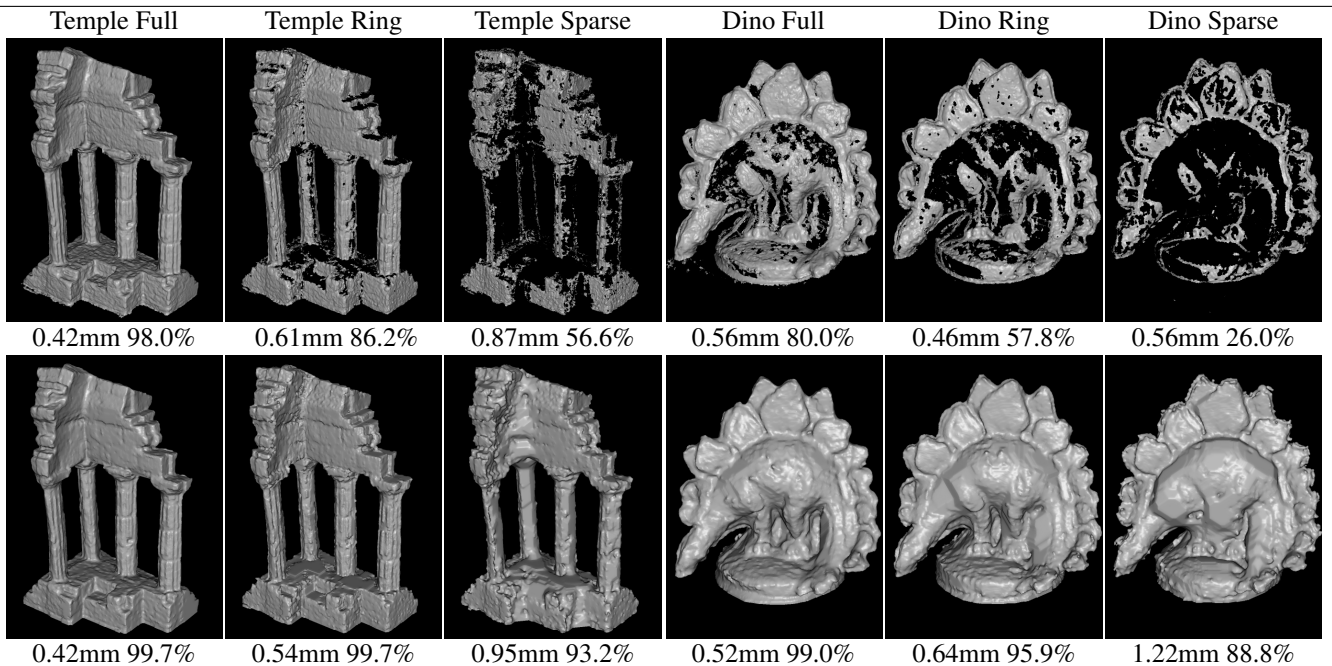 Temple Full Temple Ring Temple Sparse Dino Full Dino Ring Dino Sparse
0.42mm 98.0% 0.61mm 86.2% 0.87mm 56.6% 0.56mm 80.0% 0.46mm 57.8% 0.56mm 26.0%
0.42mm 99.7% 0.54mm 99.7% 0.95mm 93.2% 0.52mm 99.0% 0.64mm 95.9% 1.22mm 88.8%